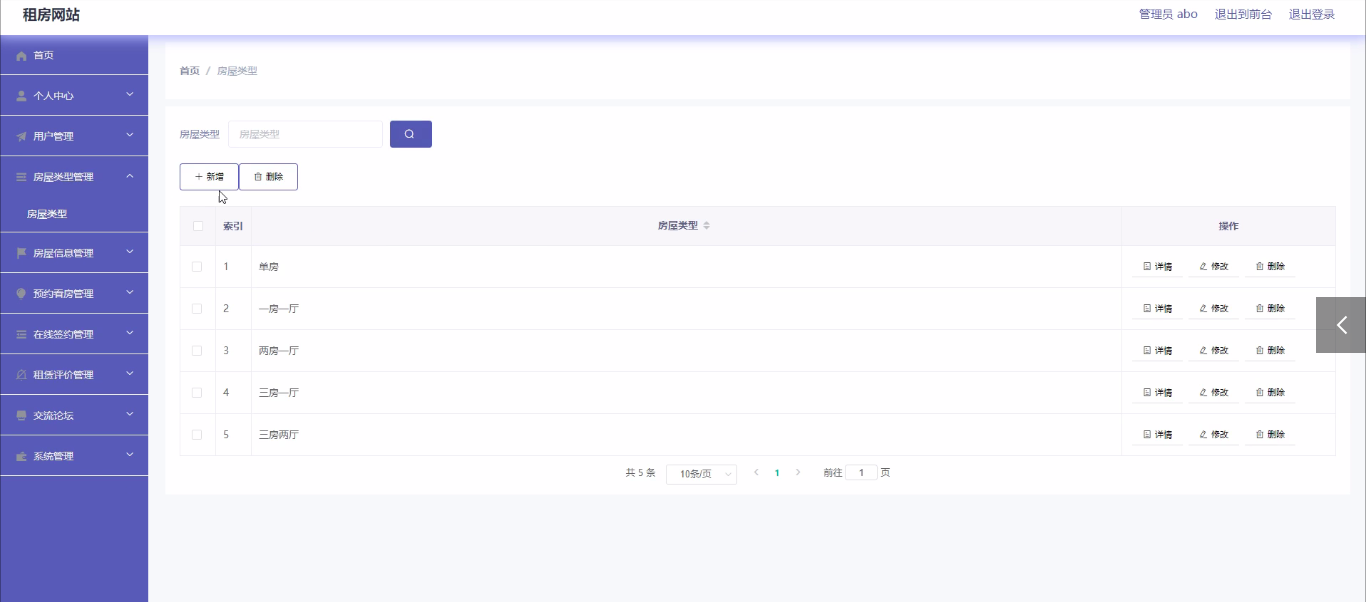 租房网站
管理员 abo 退出到前台 退出登录
首页
个人中心
用户管理
房屋类型管理
房屋类型
房屋信息管理
预约看房管理
在线签约管理
租赁评价管理
交流论坛
系统管理
首页 / 房屋类型
房屋类型 房屋类型
+ 新增 删除
索引 房屋类型 操作
1 单房 详情 修改 删除
2 一房一厅 详情 修改 删除
3 两房一厅 详情 修改 删除
4 三房一厅 详情 修改 删除
5 三房两厅 详情 修改 删除
共 5 条 10条/页 1 前往 1 页